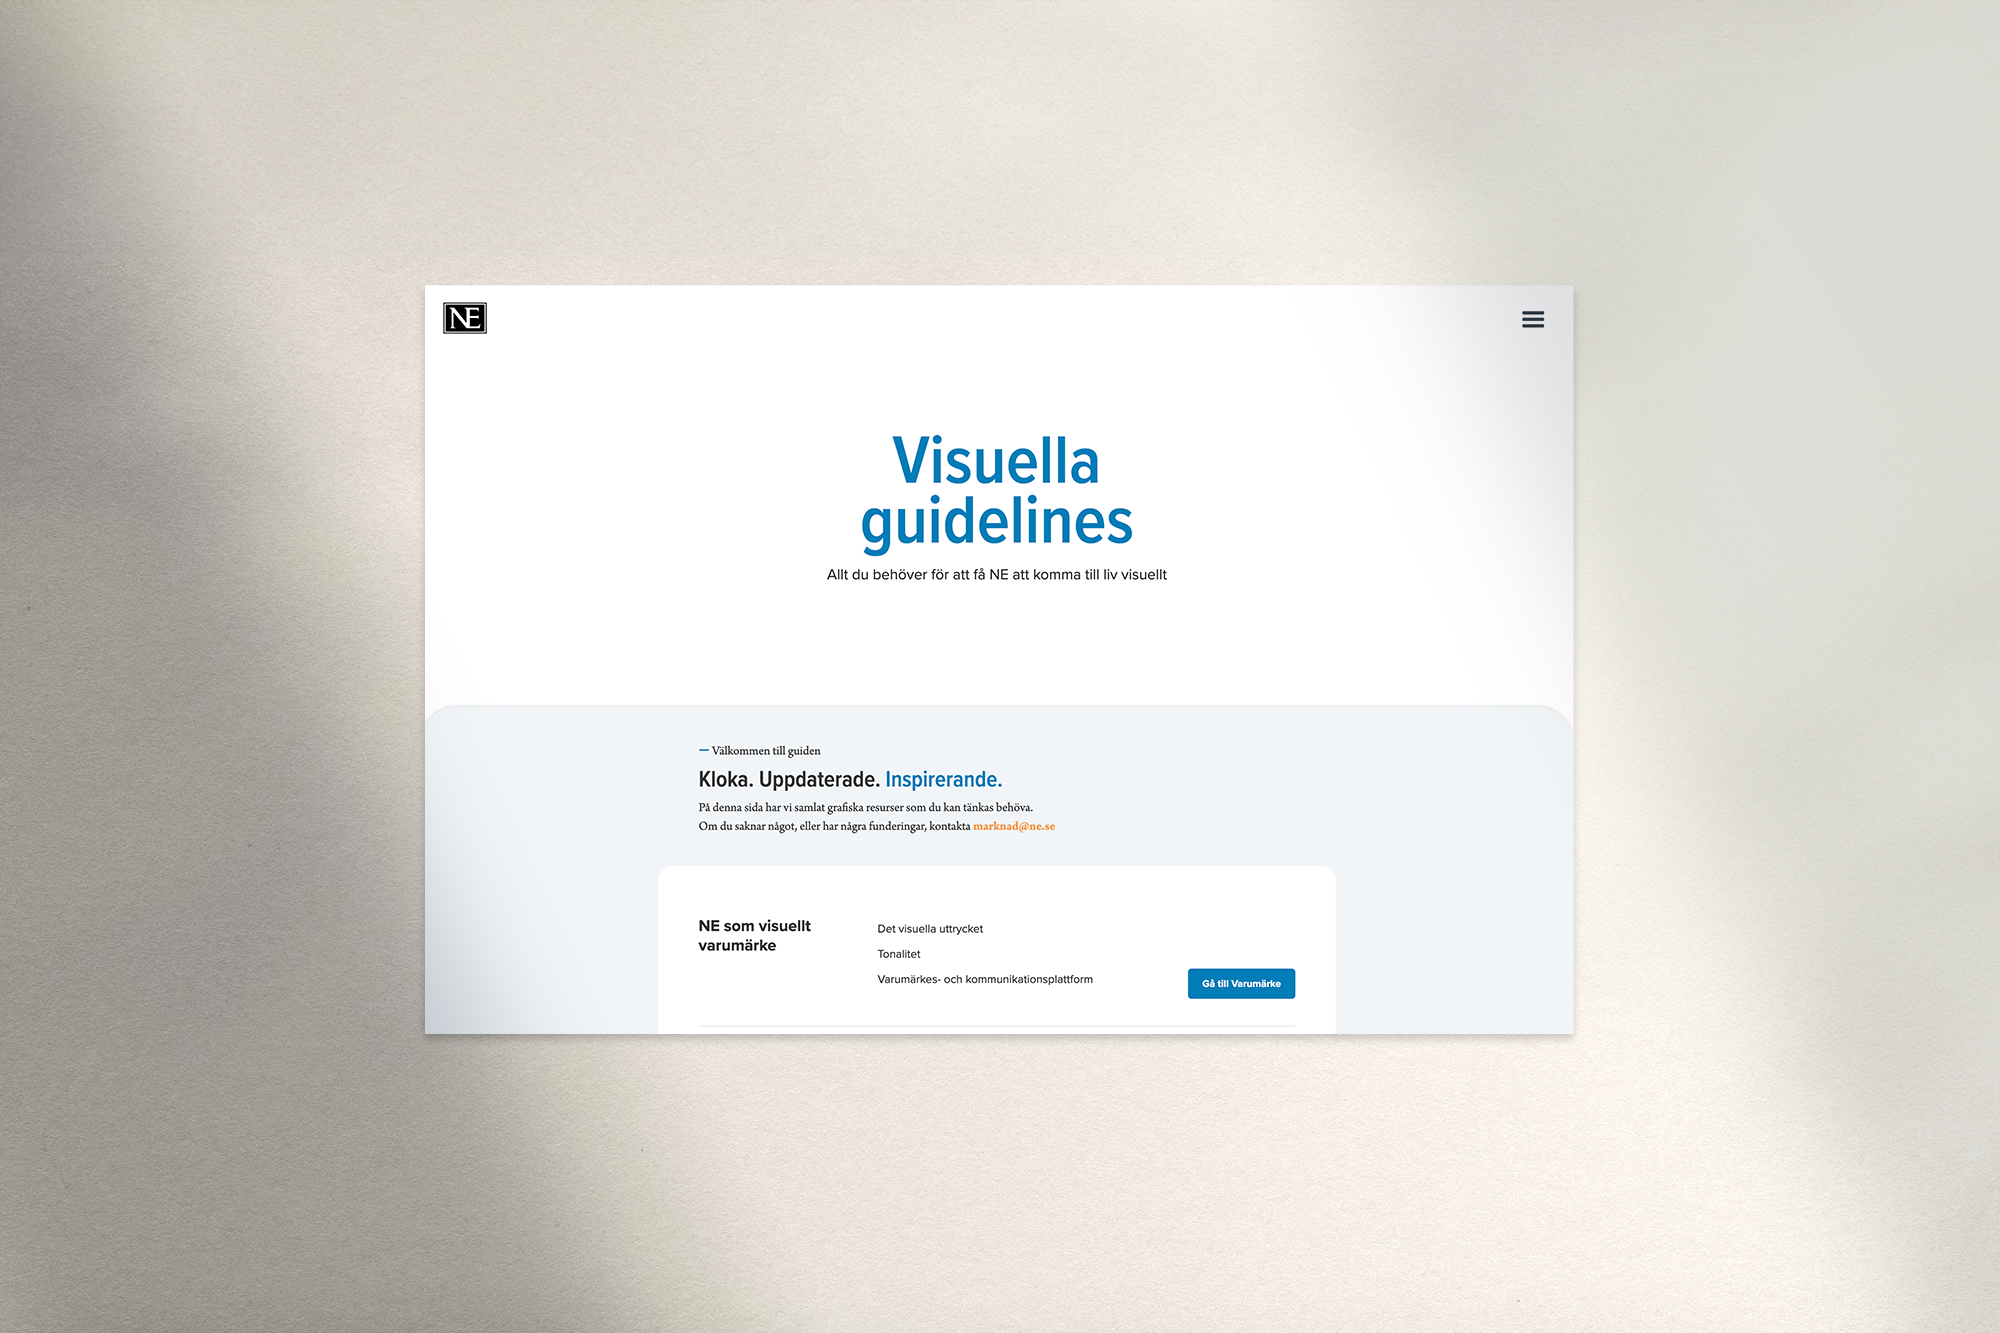 NE
Visuella
guidelines
Allt du behöver för att få NE att komma till liv visuellt
— Välkommen till guiden
Kloka. Uppdaterade. Inspirerande.
På denna sida har vi samlat grafiska resurser som du kan tänkas behöva.
Om du saknar något, eller har några funderingar, kontakta marknad@ne.se
NE som visuellt
varumärke
Det visuella uttrycket
Tonalitet
Varumärkes- och kommunikationsplattform
Gå till Varumärke